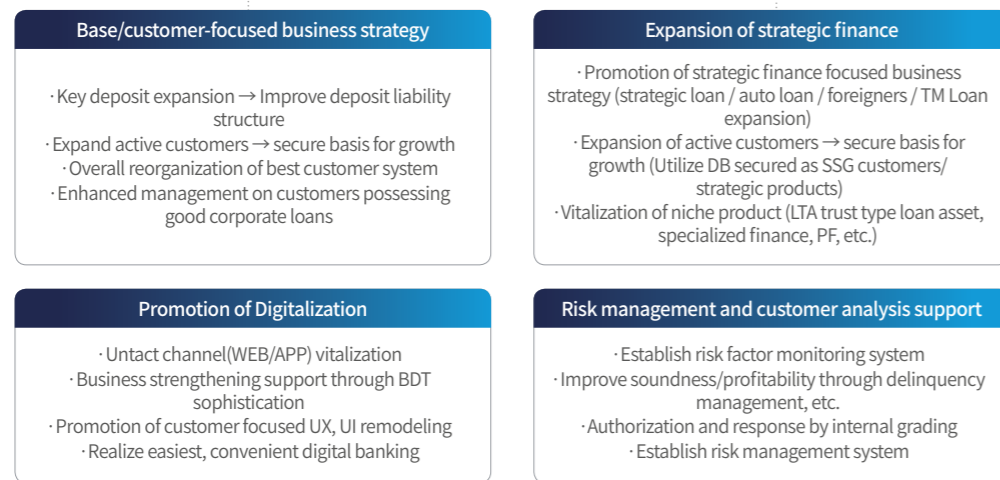 Base/customer-focused business strategy
·Key deposit expansion → Improve deposit liability
structure
·Expand active customers → secure basis for growth
·Overall reorganization of best customer system
·Enhanced management on customers possessing
good corporate loans
Expansion of strategic finance
·Promotion of strategic finance focused business
strategy (strategic loan / auto loan / foreigners / TM Loan
expansion)
·Expansion of active customers → secure basis for
growth (Utilize DB secured as SSG customers/
strategic products)
·Vitalization of niche product (LTA trust type loan asset,
specialized finance, PF, etc.)
Promotion of Digitalization
·Untact channel(WEB/APP) vitalization
·Business strengthening support through BDT
sophistication
·Promotion of customer focused UX, UI remodeling
·Realize easiest, convenient digital banking
Risk management and customer analysis support
·Establish risk factor monitoring system
·Improve soundness/profitability through delinquency
management, etc.
·Authorization and response by internal grading
·Establish risk management system